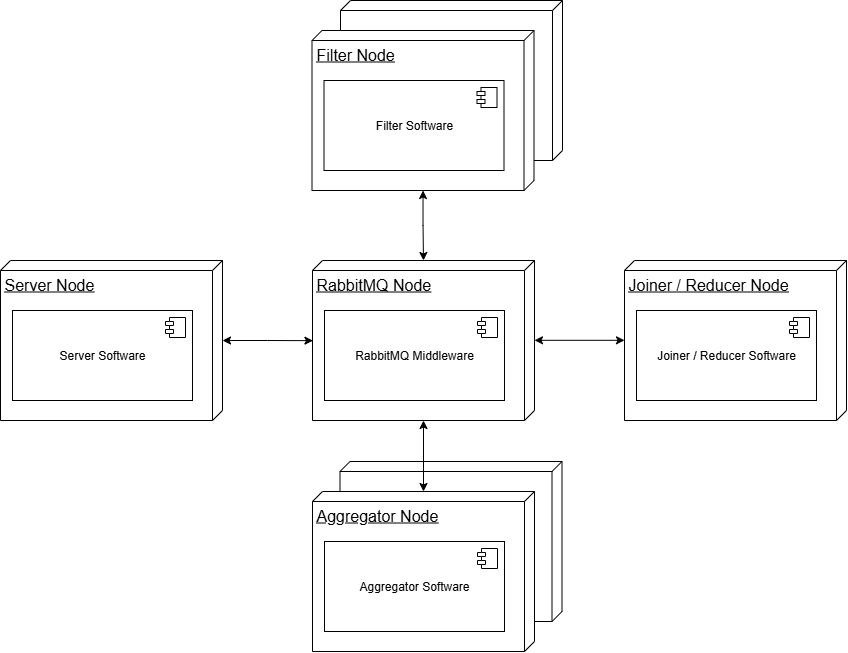 Filter Node
Filter Software
Server Node
Server Software
RabbitMQ Node
RabbitMQ Middleware
Joiner / Reducer Node
Joiner / Reducer Software
Aggregator Node
Aggregator Software